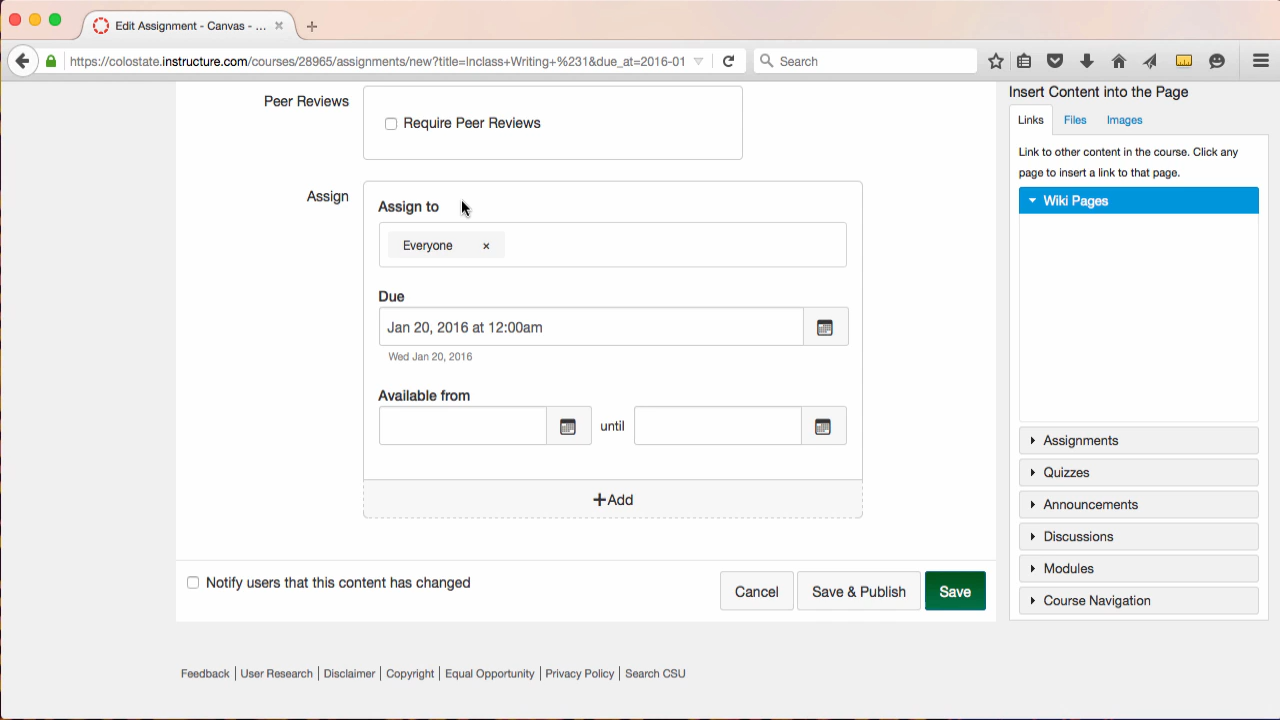 Edit Assignment - Canvas - ...
https://colostate.instructure.com/courses/28965/assignments/new?title=Inclass+Writing+%231&due_at=2016-01
Search
Peer Reviews
Require Peer Reviews
Assign
Assign to
Everyone ×
Due
Jan 20, 2016 at 12:00am
Wed Jan 20, 2016
Available from
until
+Add
Notify users that this content has changed
Cancel
Save & Publish
Save
Insert Content into the Page
Links Files Images
Link to other content in the course. Click any
page to insert a link to that page.
Wiki Pages
Assignments
Quizzes
Announcements
Discussions
Modules
Course Navigation
Feedback | User Research | Disclaimer | Copyright | Equal Opportunity | Privacy Policy | Search CSU